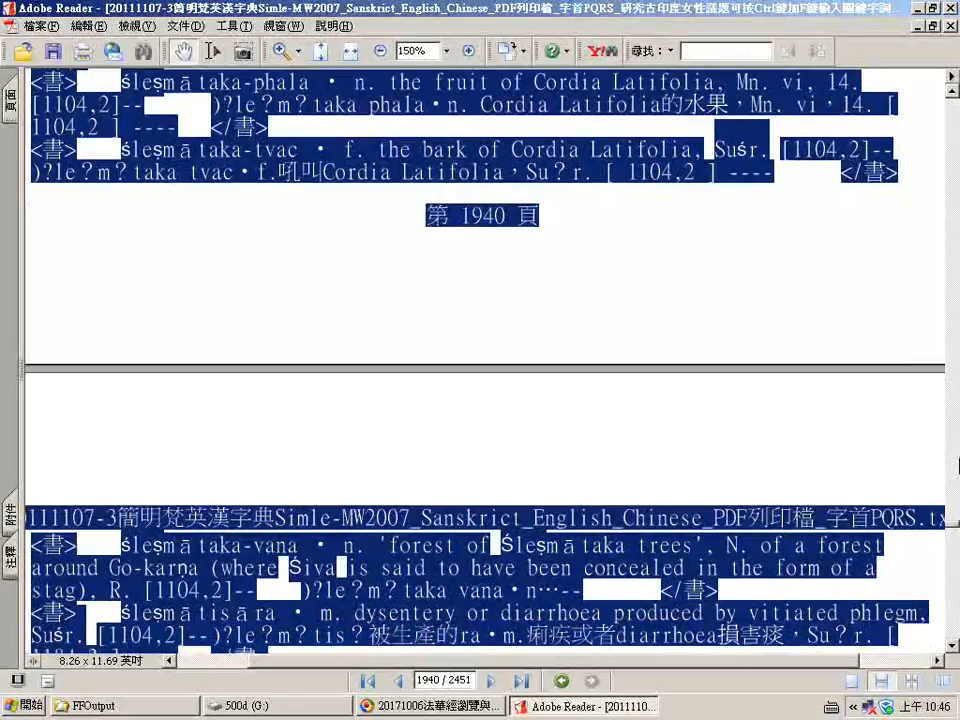 Adobe Reader - [20111107-3簡明梵英漢字典Simle-MW2007_Sanskrict_English_Chinese_PDF列印檔_字首PQRS_研究古印度女性議題可按Ctrl鍵加F鍵輸入關鍵字詞...
檔案(F) 編輯(E) 檢視(V) 文件(D) 工具(T) 視窗(W) 說明(H)
150% Y! 尋找:
頁面
<書> śleṣmātaka-phala · n. the fruit of Cordia Latifolia, Mn. vi, 14.
[1104,2]-- )?le?m?taka phala·n. Cordia Latifolia的水果，Mn. vi，14. [
1104,2 ] ---- </書>
<書> śleṣmātaka-tvac · f. the bark of Cordia Latifolia, Suśr. [1104,2]--
)?le?m?taka tvac·f.吼叫Cordia Latifolia，Su?r. [ 1104,2 ] ---- </書>
第 1940 頁
附件
111107-3簡明梵英漢字典Simle-MW2007_Sanskrict_English_Chinese_PDF列印檔_字首PQRS.tx
<書> śleṣmātaka-vana · n. 'forest of Śleṣmātaka trees', N. of a forest
注釋
around Go-karṇa (where Śiva is said to have been concealed in the form of a
stag), R. [1104,2] )?le?m?taka vana·n…-- </書>
<書> śleṣmātisāra · m. dysentery or diarrhoea produced by vitiated phlegm,
Suśr. [1104,2]--)?le?m?tis?被生產的ra·m.痢疾或者diarrhoea損害痰，Su?r. [
8.26 x 11.69 英吋
1940 / 2451
開始 FFOutput 500d (G:) 20171006法華經瀏覽與... Adobe Reader - [2011110... 上午 10:46